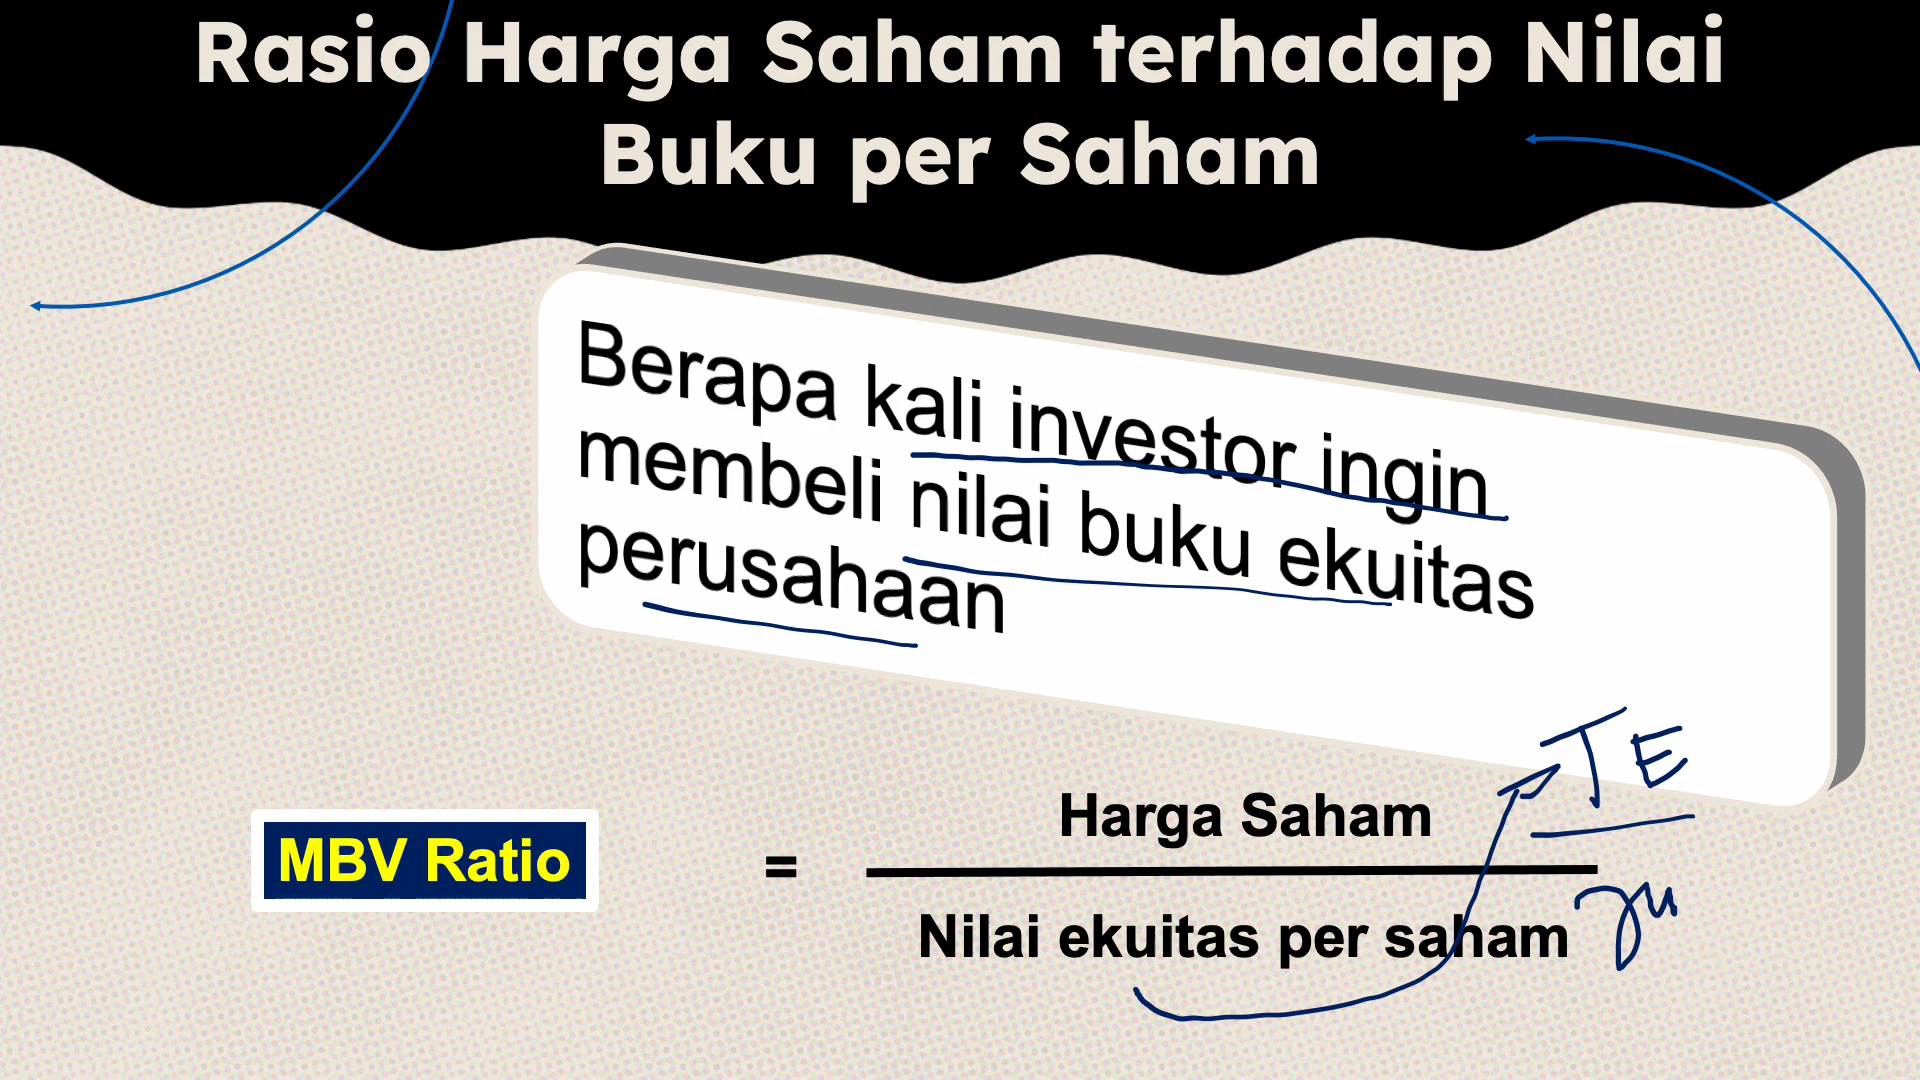 Rasio Harga Saham terhadap Nilai
Buku per Saham
Berapa kali investor ingin
membeli nilai buku ekuitas
perusahaan
TE
MBV Ratio
=
Harga Saham
Nilai ekuitas per saham